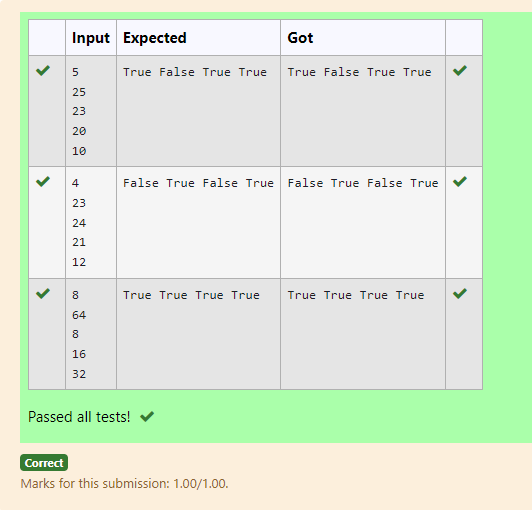 Input Expected Got
5 True False True True True False True True
25
23
20
10
4 False True False True False True False True
23
24
21
12
8 True True True True True True True True
64
8
16
32
Passed all tests!
Correct
Marks for this submission: 1.00/1.00.